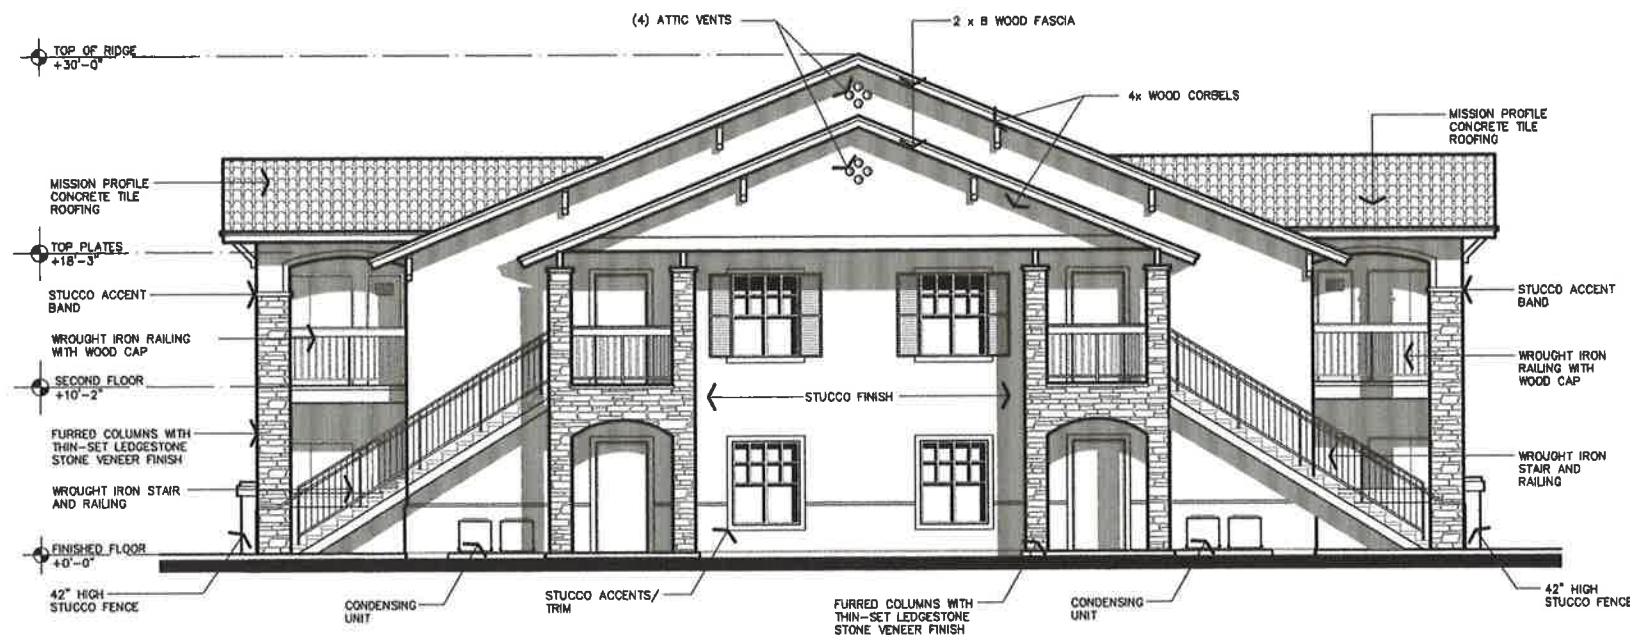 (4) ATTIC VENTS
2 x 8 WOOD FASCIA
TOP OF RIDGE
+30'-0"
4x WOOD CORBELS
MISSION PROFILE
CONCRETE TILE
ROOFING
MISSION PROFILE
CONCRETE TILE
ROOFING
TOP PLATES
+18'-3"
STUCCO ACCENT
BAND
STUCCO ACCENT
BAND
WROUGHT IRON RAILING
WITH WOOD CAP
WROUGHT IRON
RAILING WITH
WOOD CAP
SECOND FLOOR
+10'-2"
STUCCO FINISH
FURRED COLUMNS WITH
THIN-SET LEDGESTONE
STONE VENEER FINISH
WROUGHT IRON
STAIR AND
RAILING
WROUGHT IRON STAIR
AND RAILING
FINISHED FLOOR
+0'-0"
42" HIGH
STUCCO FENCE
CONDENSING
UNIT
STUCCO ACCENTS/
TRIM
FURRED COLUMNS WITH
THIN-SET LEDGESTONE
STONE VENEER FINISH
CONDENSING
UNIT
42" HIGH
STUCCO FENCE